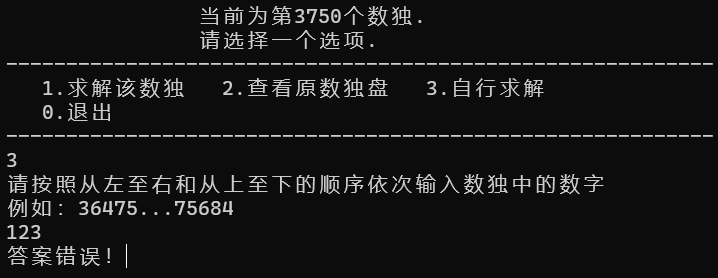 当前为第3750个数独.
请选择一个选项.
------------------------------------------------------------
1.求解该数独 2.查看原数独盘 3.自行求解
0.退出
------------------------------------------------------------
3
请按照从左至右和从上至下的顺序依次输入数独中的数字
例如: 36475...75684
123
答案错误!